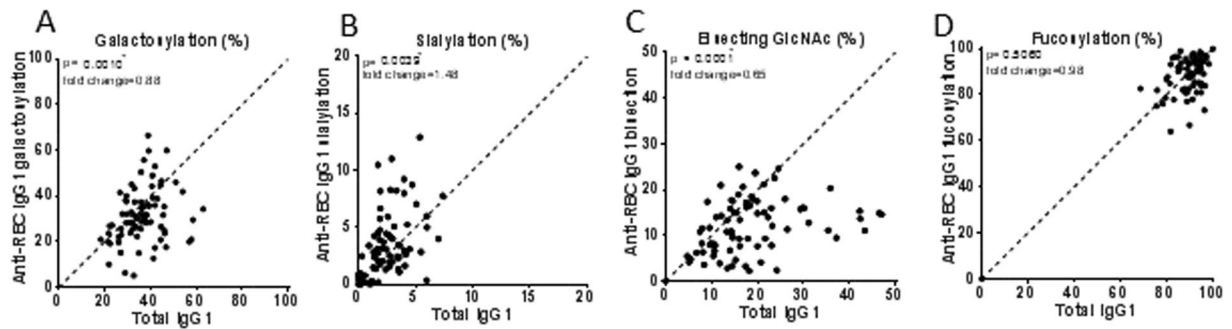 A
Galactosylation (%)
p= 0.0010*
fold change=0.88
100
80
60
40
20
0
0 20 40 60 80 100
Anti-RBC IgG1 galactosylation
Total IgG1
B
Sialylation (%)
fold change=1.48
20
15
10
5
0
0 5 10 15 20
Anti-RBC IgG1 sialylation
Total IgG1
C
Bisecting GlcNAc (%)
p < 0.0001*
fold change=0.65
50
40
30
20
10
0
0 10 20 30 40 50
Anti-RBC IgG1 bisection
Total IgG1
D
Fucosylation (%)
fold change=0.98
100
80
60
40
20
0
0 20 40 60 80 100
Anti-RBC IgG1 fucosylation
Total IgG1